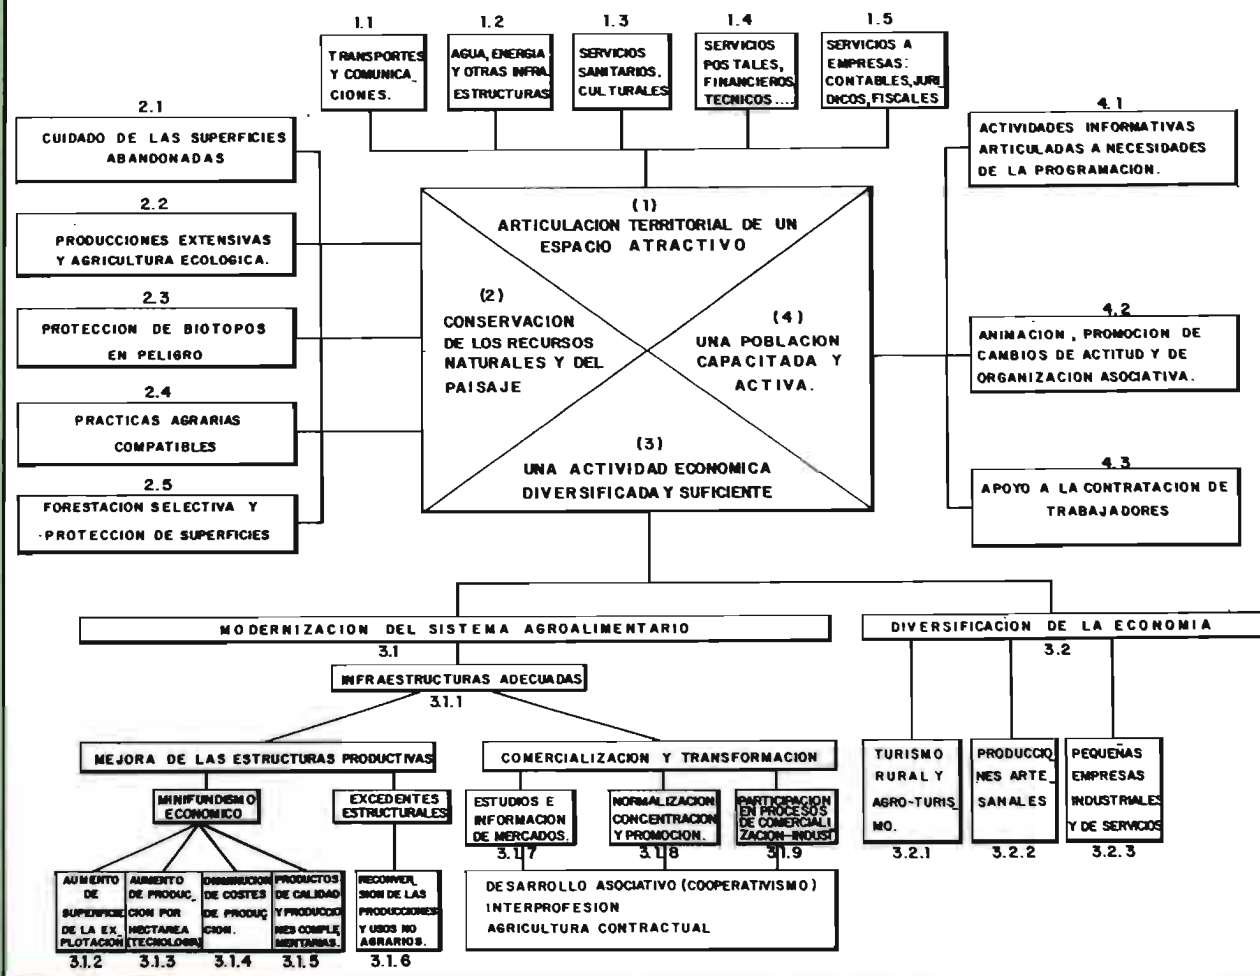 1.1
TRANSPORTES
Y COMUNICA_
CIONES.
1.2
AGUA, ENERGIA
Y OTRAS INFRA
ESTRUCTURAS
1.3
SERVICIOS
SANITARIOS.
CULTURALES
1.4
SERVICIOS
POSTALES,
FINANCIEROS
TECNICOS....
1.5
SERVICIOS A
EMPRESAS:
CONTABLES, JURI
DICOS, FISCALES
2.1
CUIDADO DE LAS SUPERFICIES
ABANDONADAS
2.2
PRODUCCIONES EXTENSIVAS
Y AGRICULTURA ECOLOGICA.
2.3
PROTECCION DE BIOTOPOS
EN PELIGRO
2.4
PRACTICAS AGRARIAS
COMPATIBLES
2.5
FORESTACION SELECTIVA Y
PROTECCION DE SUPERFICIES
(1)
ARTICULACION TERRITORIAL DE UN
ESPACIO ATRACTIVO
(2)
CONSERVACION
DE LOS RECURSOS
NATURALES Y DEL
PAISAJE
(4)
UNA POBLACION
CAPACITADA Y
ACTIVA.
(3)
UNA ACTIVIDAD ECONOMICA
DIVERSIFICADA Y SUFICIENTE
4.1
ACTIVIDADES INFORMATIVAS
ARTICULADAS A NECESIDADES
DE LA PROGRAMACION.
4.2
ANIMACION, PROMOCION DE
CAMBIOS DE ACTITUD Y DE
ORGANIZACION ASOCIATIVA.
4.3
APOYO A LA CONTRATACION DE
TRABAJADORES
MODERNIZACION DEL SISTEMA AGROALIMENTARIO
3.1
DIVERSIFICACION DE LA ECONOMIA
3.2
INFRAESTRUCTURAS ADECUADAS
3.1.1
MEJORA DE LAS ESTRUCTURAS PRODUCTIVAS
COMERCIALIZACION Y TRANSFORMACION
MINIFUNDISMO
ECONOMICO
EXCEDENTES
ESTRUCTURALES
ESTUDIOS E
INFORMACION
DE MERCADOS.
3.1.7
NORMALIZACION
CONCENTRACION
Y PROMOCION.
3.1.8
PARTICIPACION
EN PROCESOS
DE COMERCIALI
ZACION-INDUST
3.1.9
TURISMO
RURAL Y
AGRO-TURIS_
MO.
3.2.1
PRODUCCIO_
NES ARTE_
SANALES
3.2.2
PEQUEÑAS
EMPRESAS
INDUSTRIALES
Y DE SERVICIOS
3.2.3
AUMENTO
DE
SUPERFICIE
DE LA EX_
PLOTACION
3.1.2
AUMENTO
DE PRODUC_
CION POR
HECTAREA
(TECNOLOGIA)
3.1.3
DISMINUCION
DE COSTES
DE PRODUC_
CION.
3.1.4
PRODUCTOS
DE CALIDAD
Y PRODUCCIO
NES COMPLE_
MENTARIAS.
3.1.5
RECONVER_
SION DE LAS
PRODUCCIONES
Y USOS NO
AGRARIOS.
3.1.6
DESARROLLO ASOCIATIVO (COOPERATIVISMO)
INTERPROFESION
AGRICULTURA CONTRACTUAL